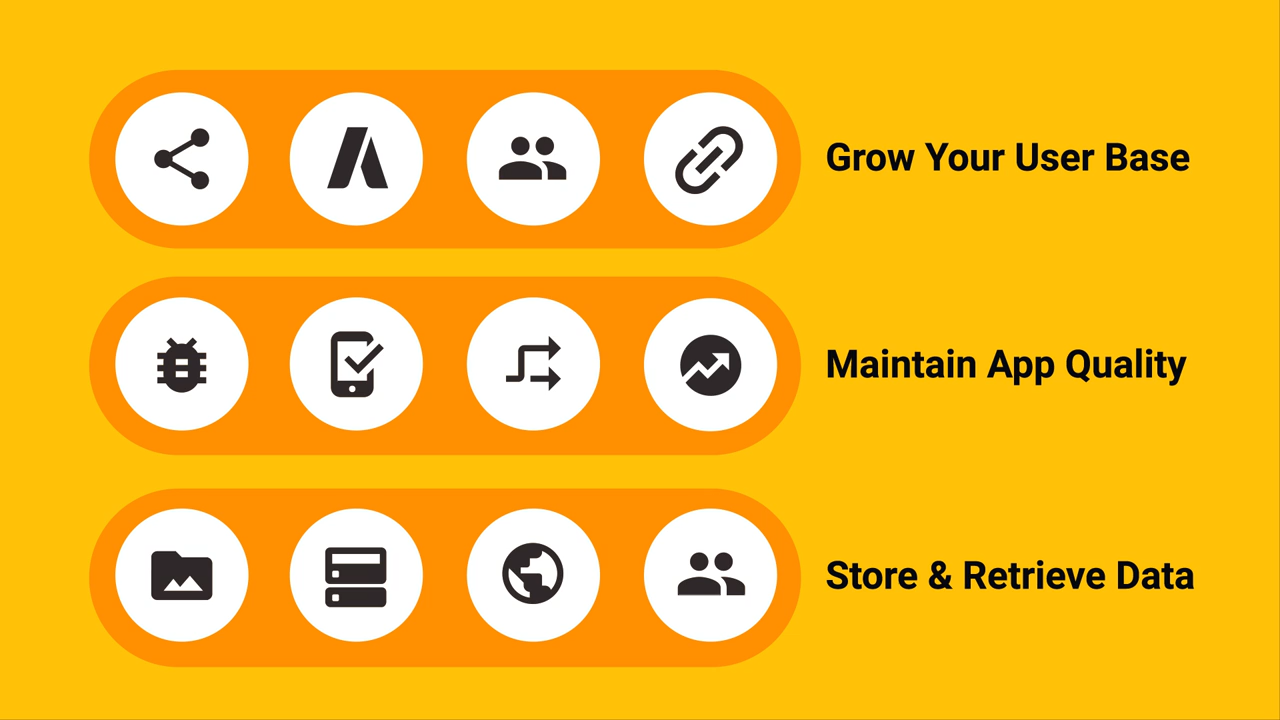 Grow Your User Base
Maintain App Quality
Store & Retrieve Data